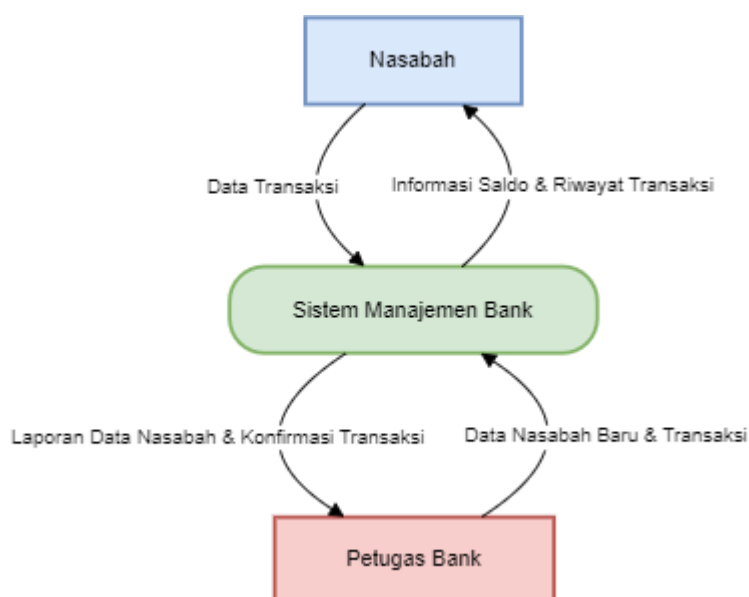 Nasabah
Data Transaksi
Informasi Saldo & Riwayat Transaksi
Sistem Manajemen Bank
Laporan Data Nasabah & Konfirmasi Transaksi
Data Nasabah Baru & Transaksi
Petugas Bank